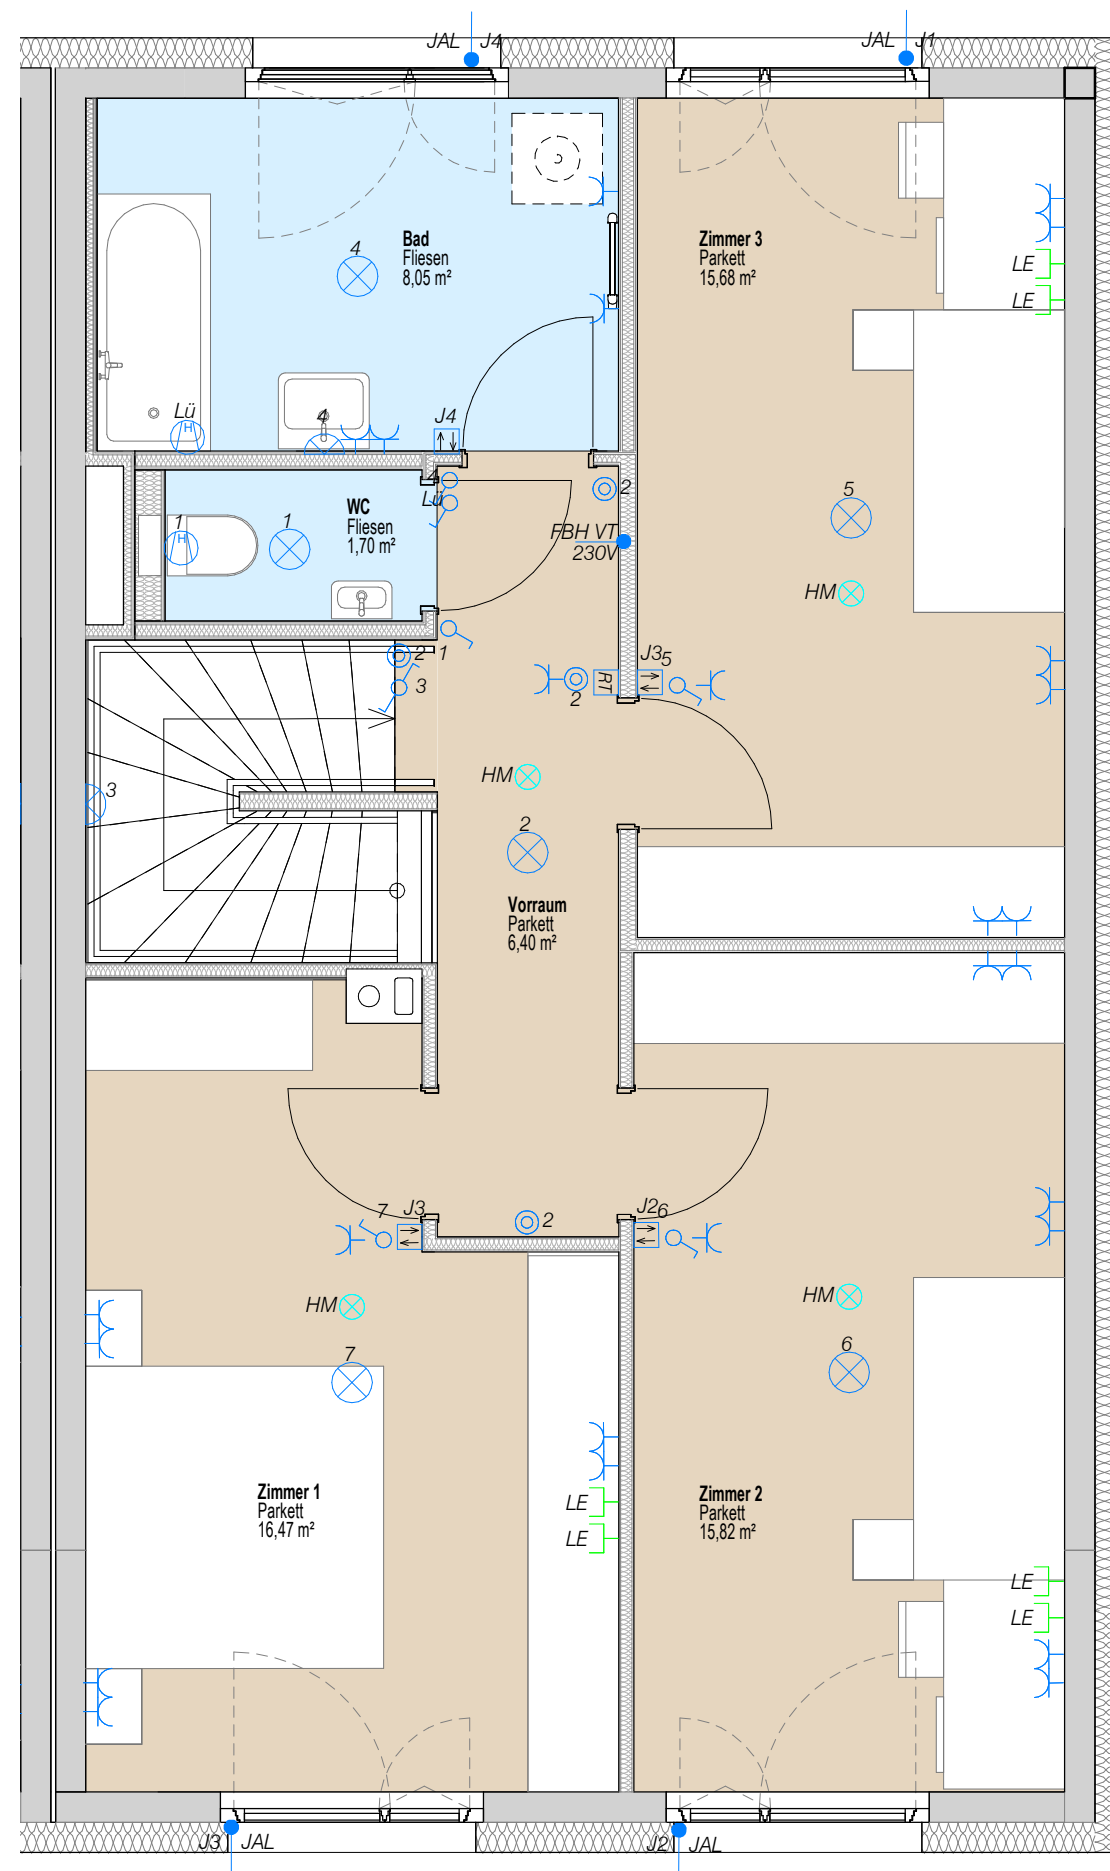 JAL J4
JAL J1
Bad
Fliesen
8,05 m²
4
Zimmer 3
Parkett
15,68 m²
LE
LE
Lü
H
4
J4
4
Lü
2
WC
Fliesen
1,70 m²
1
H
1
5
FBH VT
230V
HM
2 1
3
2
RT
J3
5
HM
3
2
Vorraum
Parkett
6,40 m²
7
J3
2
J2
6
HM
HM
7
6
Zimmer 1
Parkett
16,47 m²
LE
LE
Zimmer 2
Parkett
15,82 m²
LE
LE
J3 JAL
J2 JAL